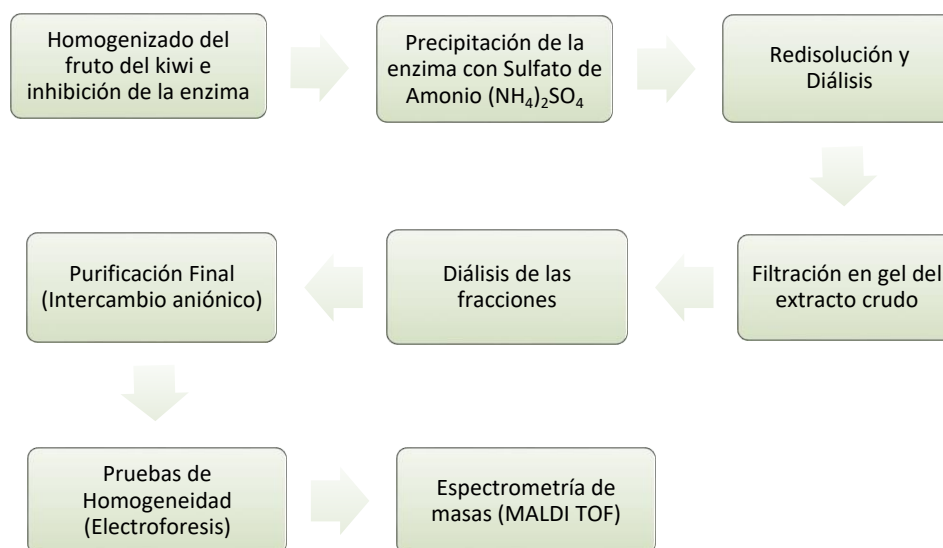 Homogenizado del
fruto del kiwi e
inhibición de la enzima
Precipitación de la
enzima con Sulfato de
Amonio (NH₄)₂SO₄
Redisolución y
Diálisis
Filtración en gel del
extracto crudo
Diálisis de las
fracciones
Purificación Final
(Intercambio aniónico)
Pruebas de
Homogeneidad
(Electroforesis)
Espectrometría de
masas (MALDI TOF)